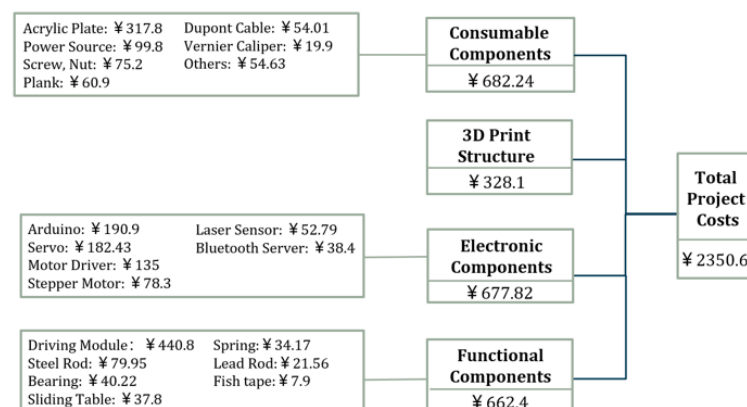 Acrylic Plate: ¥317.8 Dupont Cable: ¥54.01
Power Source: ¥99.8 Vernier Caliper: ¥19.9
Screw, Nut: ¥75.2 Others: ¥54.63
Plank: ¥60.9
Consumable
Components
¥682.24
3D Print
Structure
¥328.1
Arduino: ¥190.9 Laser Sensor: ¥52.79
Servo: ¥182.43 Bluetooth Server: ¥38.4
Motor Driver: ¥135
Stepper Motor: ¥78.3
Electronic
Components
¥677.82
Driving Module: ¥440.8 Spring: ¥34.17
Steel Rod: ¥79.95 Lead Rod: ¥21.56
Bearing: ¥40.22 Fish tape: ¥7.9
Sliding Table: ¥37.8
Functional
Components
¥662.4
Total
Project
Costs
¥2350.6